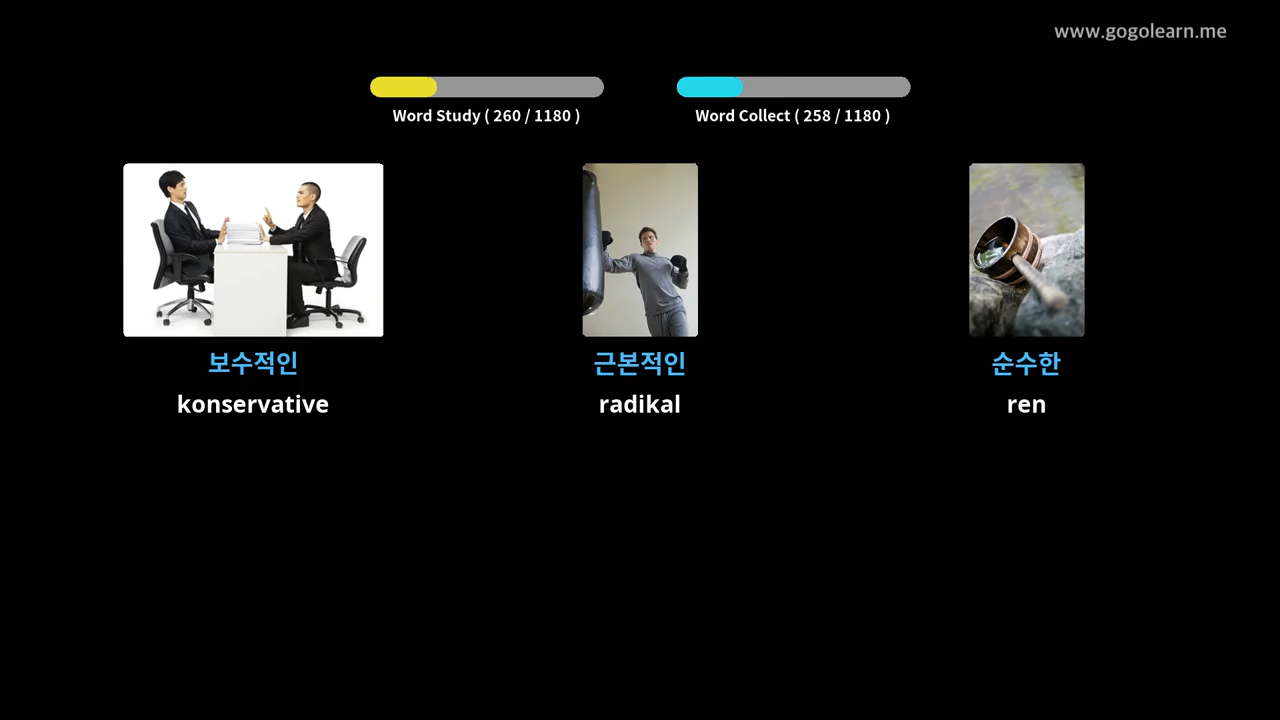 www.gogolearn.me
Word Study ( 260 / 1180 )
Word Collect ( 258 / 1180 )
보수적인
konservative
근본적인
radikal
순수한
ren